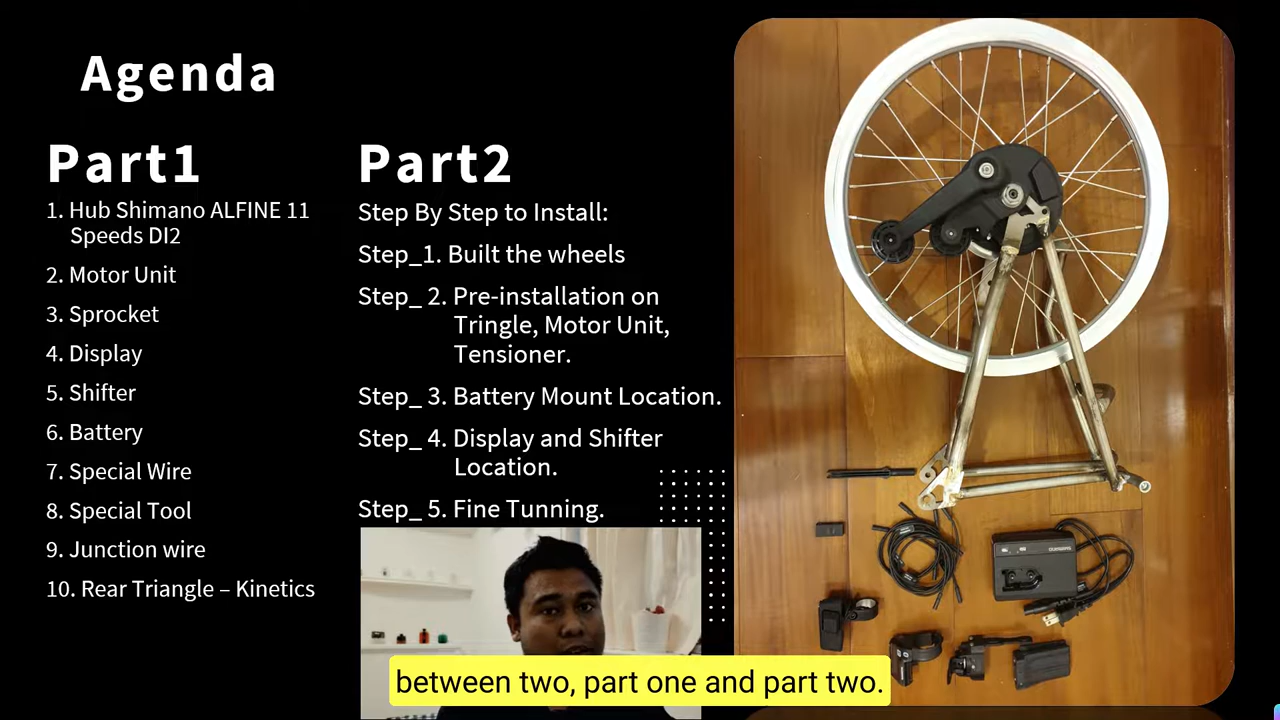 Agenda
Part1
1. Hub Shimano ALFINE 11
Speeds DI2
2. Motor Unit
3. Sprocket
4. Display
5. Shifter
6. Battery
7. Special Wire
8. Special Tool
9. Junction wire
10. Rear Triangle – Kinetics
Part2
Step By Step to Install:
Step_1. Built the wheels
Step_ 2. Pre-installation on
Tringle, Motor Unit,
Tensioner.
Step_ 3. Battery Mount Location.
Step_ 4. Display and Shifter
Location.
Step_ 5. Fine Tunning.
between two, part one and part two.